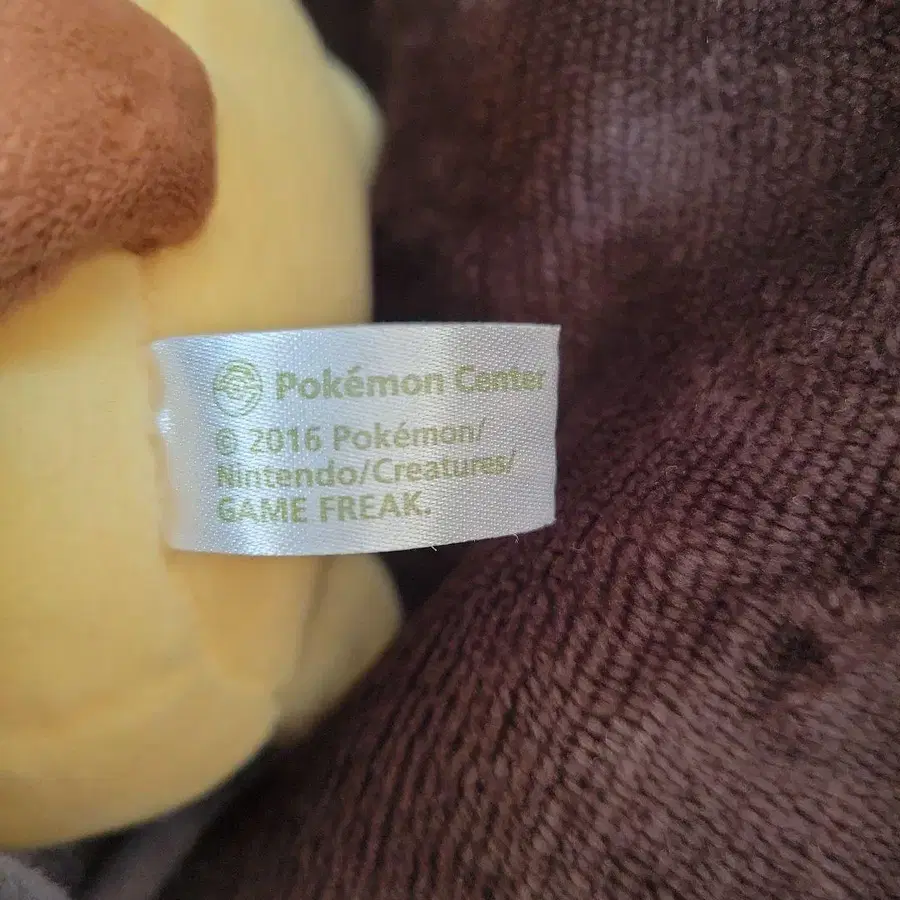 Pokémon Center
© 2016 Pokémon/
Nintendo/Creatures/
GAME FREAK.